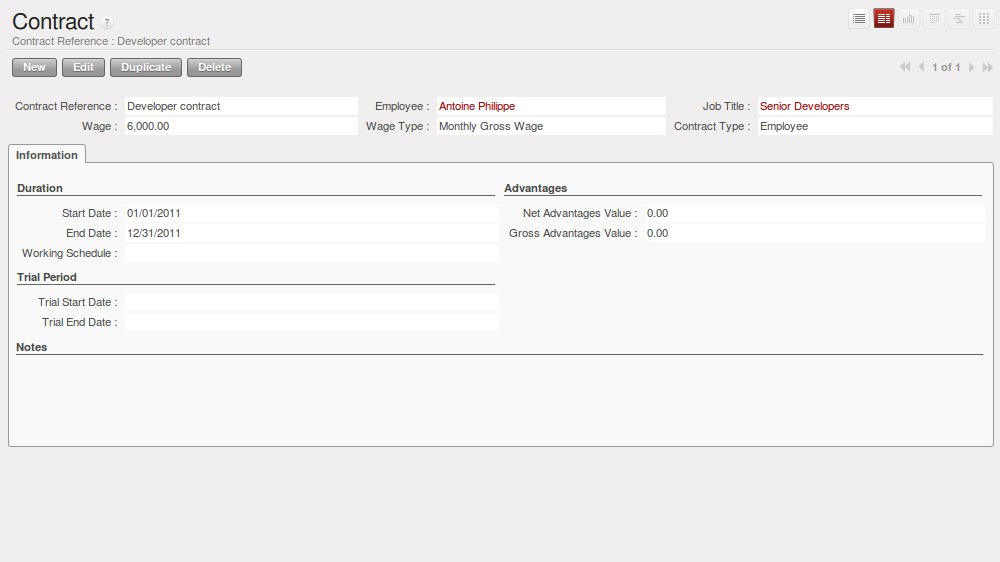 Contract ?
Contract Reference : Developer contract
New Edit Duplicate Delete 1 of 1
Contract Reference : Developer contract Employee : Antoine Philippe Job Title : Senior Developers
Wage : 6,000.00 Wage Type : Monthly Gross Wage Contract Type : Employee
Information
Duration Advantages
Start Date : 01/01/2011 Net Advantages Value : 0.00
End Date : 12/31/2011 Gross Advantages Value : 0.00
Working Schedule :
Trial Period
Trial Start Date :
Trial End Date :
Notes